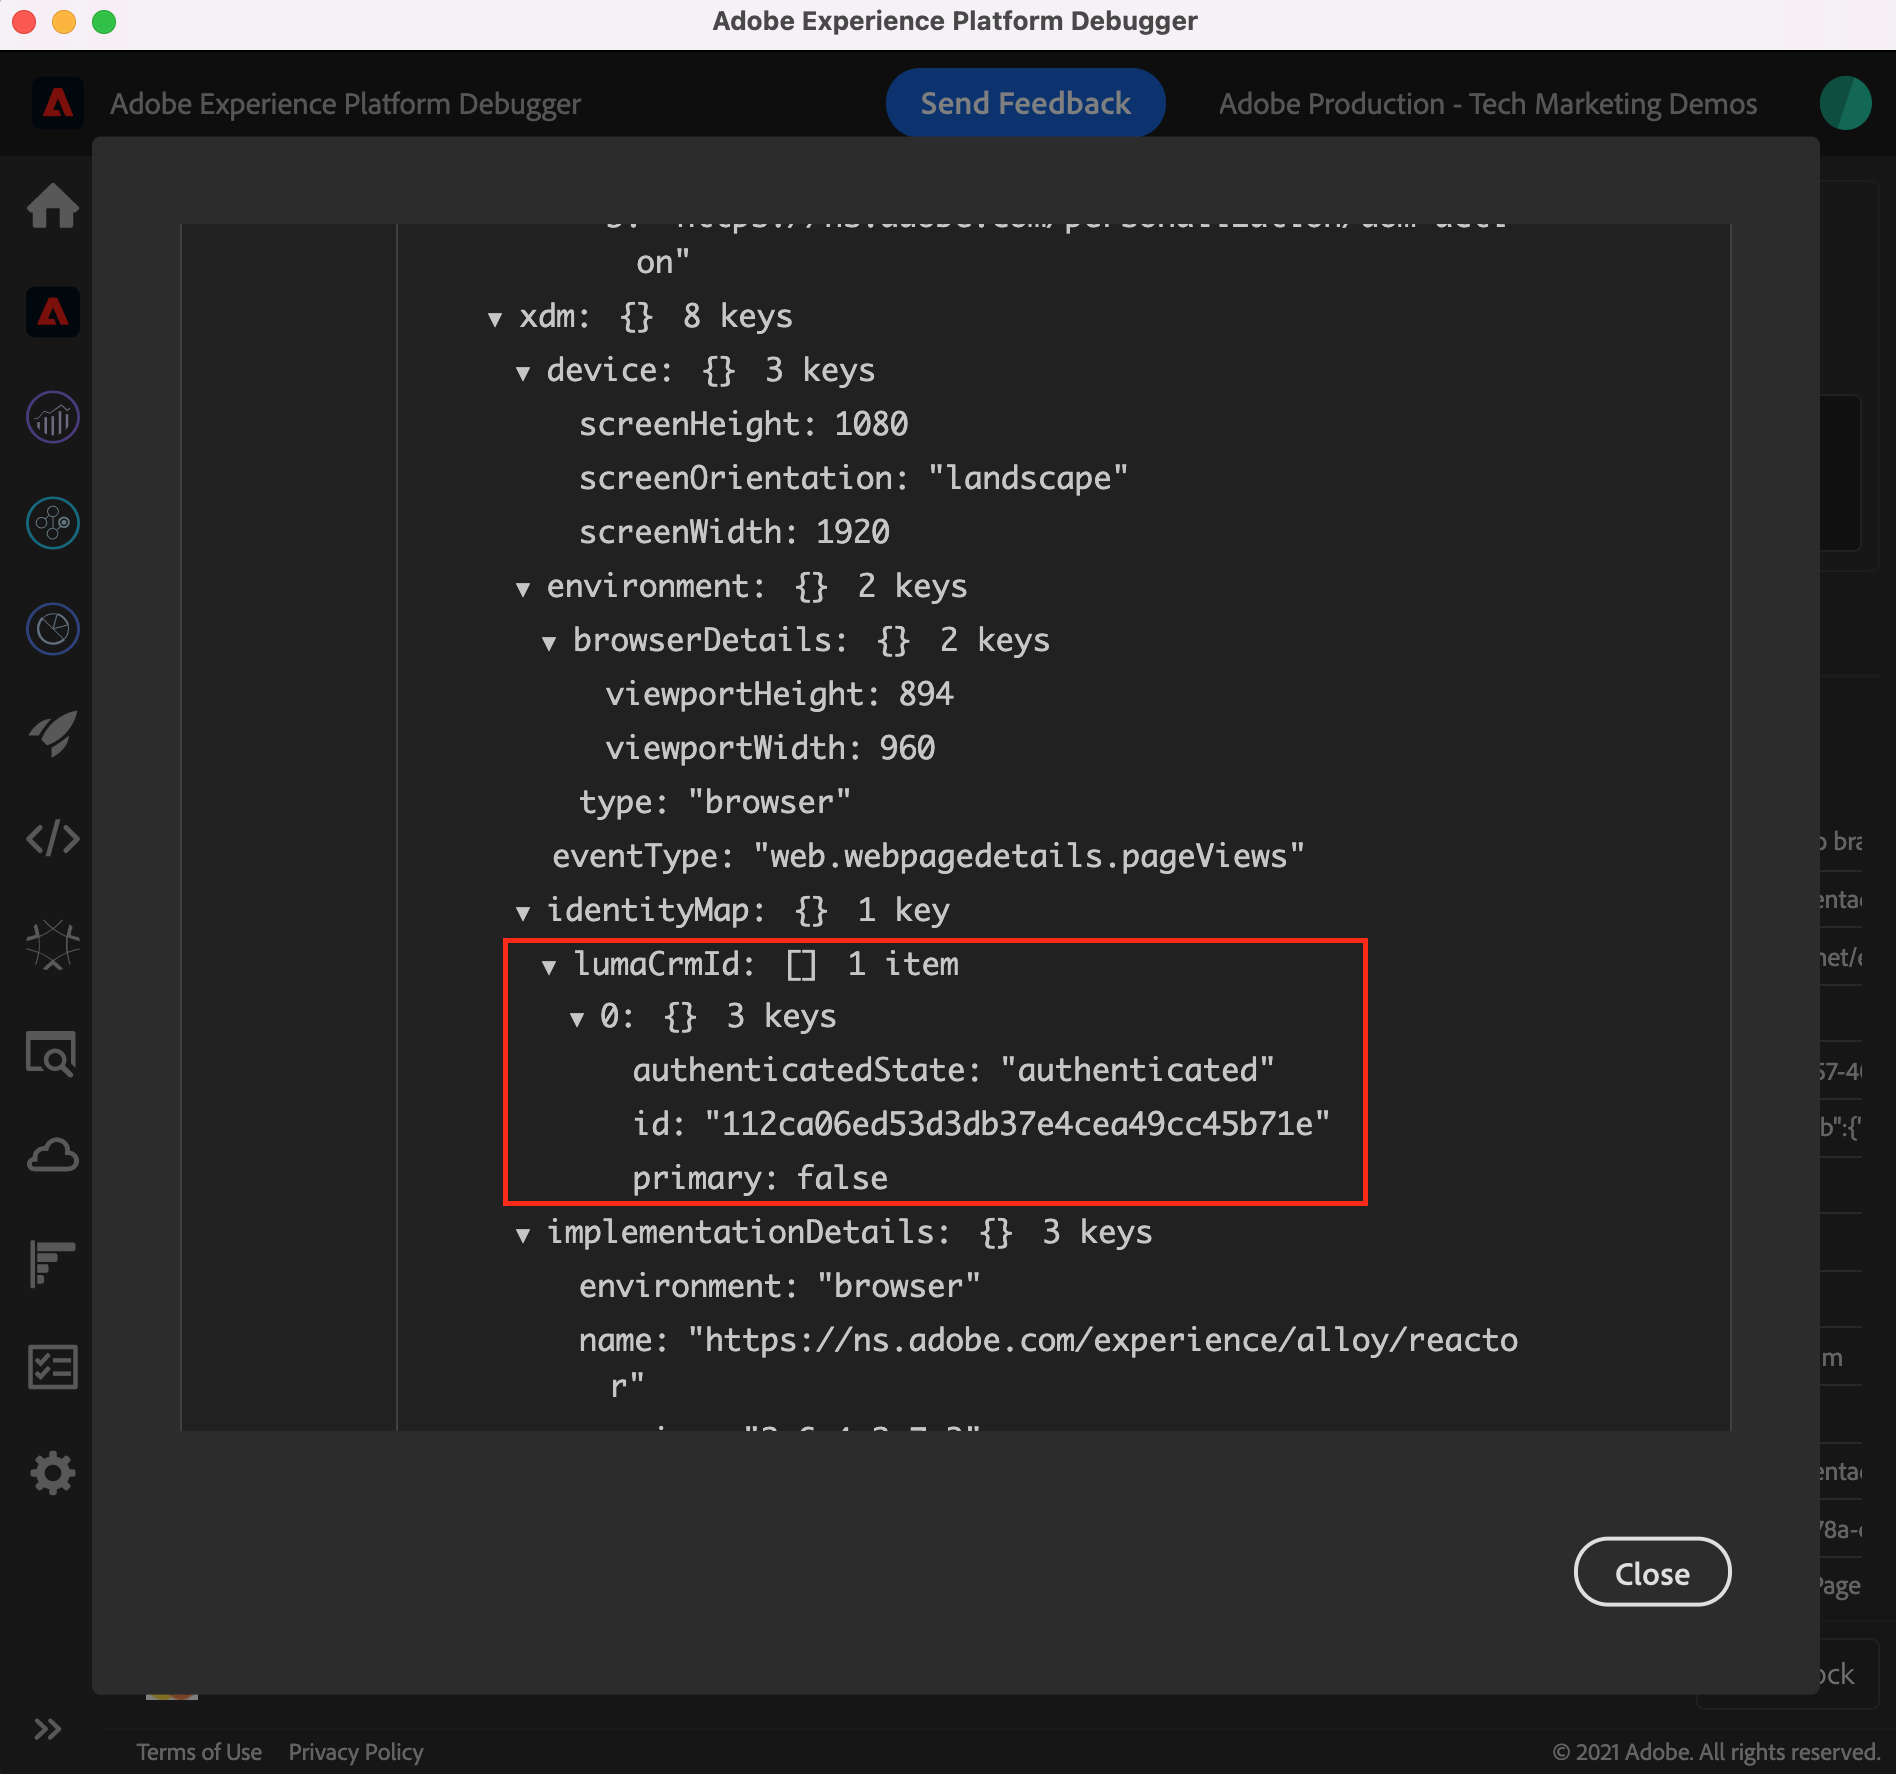 Adobe Experience Platform Debugger
Adobe Experience Platform Debugger
Send Feedback
Adobe Production - Tech Marketing Demos
on"
▼ xdm: {} 8 keys
▼ device: {} 3 keys
screenHeight: 1080
screenOrientation: "landscape"
screenWidth: 1920
▼ environment: {} 2 keys
▼ browserDetails: {} 2 keys
viewportHeight: 894
viewportWidth: 960
type: "browser"
eventType: "web.webpagedetails.pageViews"
▼ identityMap: {} 1 key
▼ lumaCrmId: [] 1 item
▼ 0: {} 3 keys
authenticatedState: "authenticated"
id: "112ca06ed53d3db37e4cea49cc45b71e"
primary: false
▼ implementationDetails: {} 3 keys
environment: "browser"
name: "https://ns.adobe.com/experience/alloy/reacto
r"
Close
Terms of Use
Privacy Policy
© 2021 Adobe. All rights reserved.